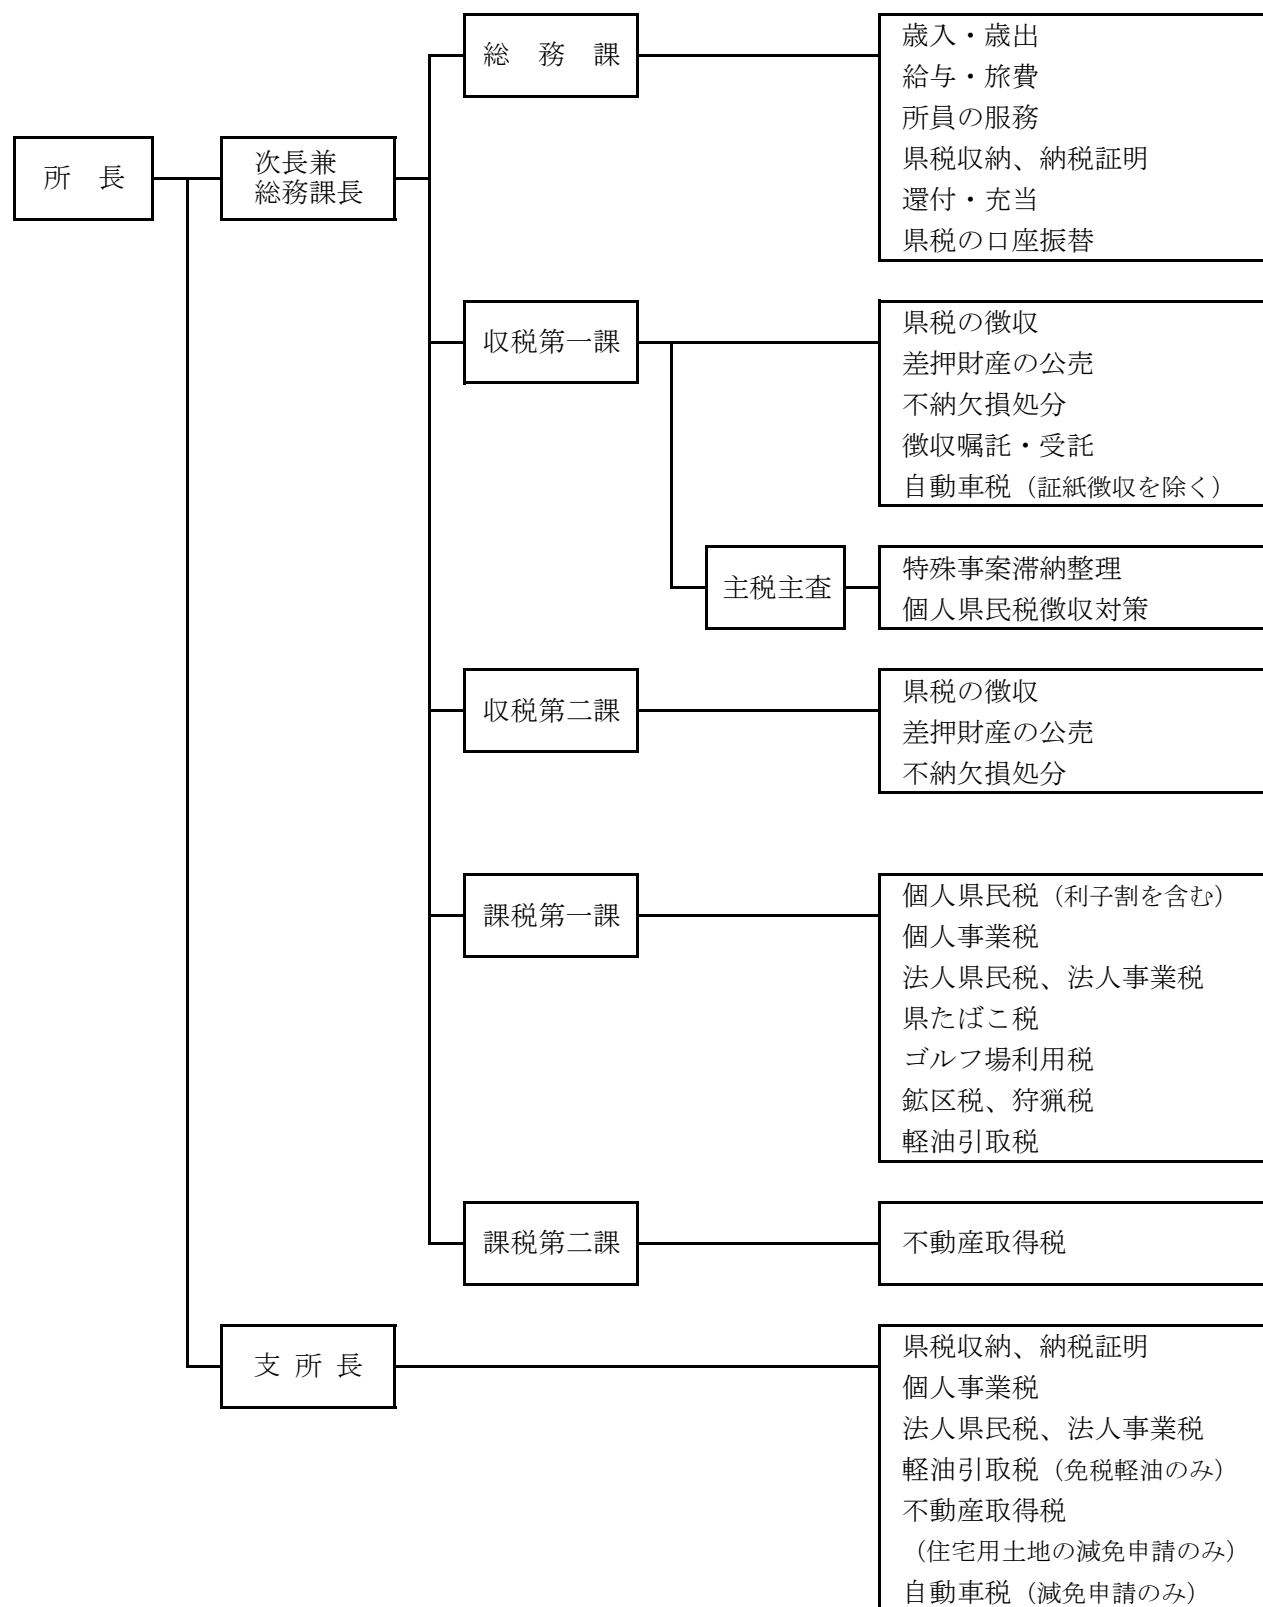 所　長
次長兼
総務課長
総　務　課
歳入・歳出
給与・旅費
所員の服務
県税収納、納税証明
還付・充当
県税の口座振替
収税第一課
県税の徴収
差押財産の公売
不納欠損処分
徴収嘱託・受託
自動車税（証紙徴収を除く）
主税主査
特殊事案滞納整理
個人県民税徴収対策
収税第二課
県税の徴収
差押財産の公売
不納欠損処分
課税第一課
個人県民税（利子割を含む）
個人事業税
法人県民税、法人事業税
県たばこ税
ゴルフ場利用税
鉱区税、狩猟税
軽油引取税
課税第二課
不動産取得税
支 所 長
県税収納、納税証明
個人事業税
法人県民税、法人事業税
軽油引取税（免税軽油のみ）
不動産取得税
（住宅用土地の減免申請のみ）
自動車税（減免申請のみ）